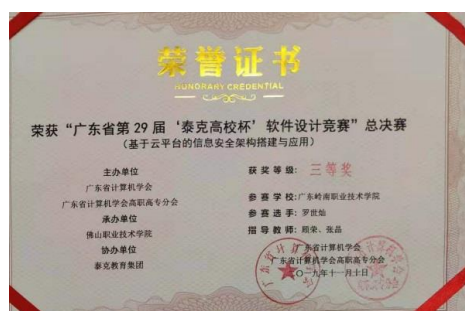 荣誉证书
HUNORARY CREDENTIAL
荣获“广东省第29届‘泰克高校杯’软件设计竞赛”总决赛
（基于云平台的信息安全架构搭建与应用）
主办单位
广东省计算机学会
广东省计算机学会高职高专分会
承办单位
佛山职业技术学院
协办单位
泰克教育集团
获奖等级：三等奖
参赛学校：广东岭南职业技术学院
参赛选手：罗世灿
指导教师：顾荣、张晶
广东省计算机学会
广东省计算机学会高职高专分会
二〇一九年十一月十日